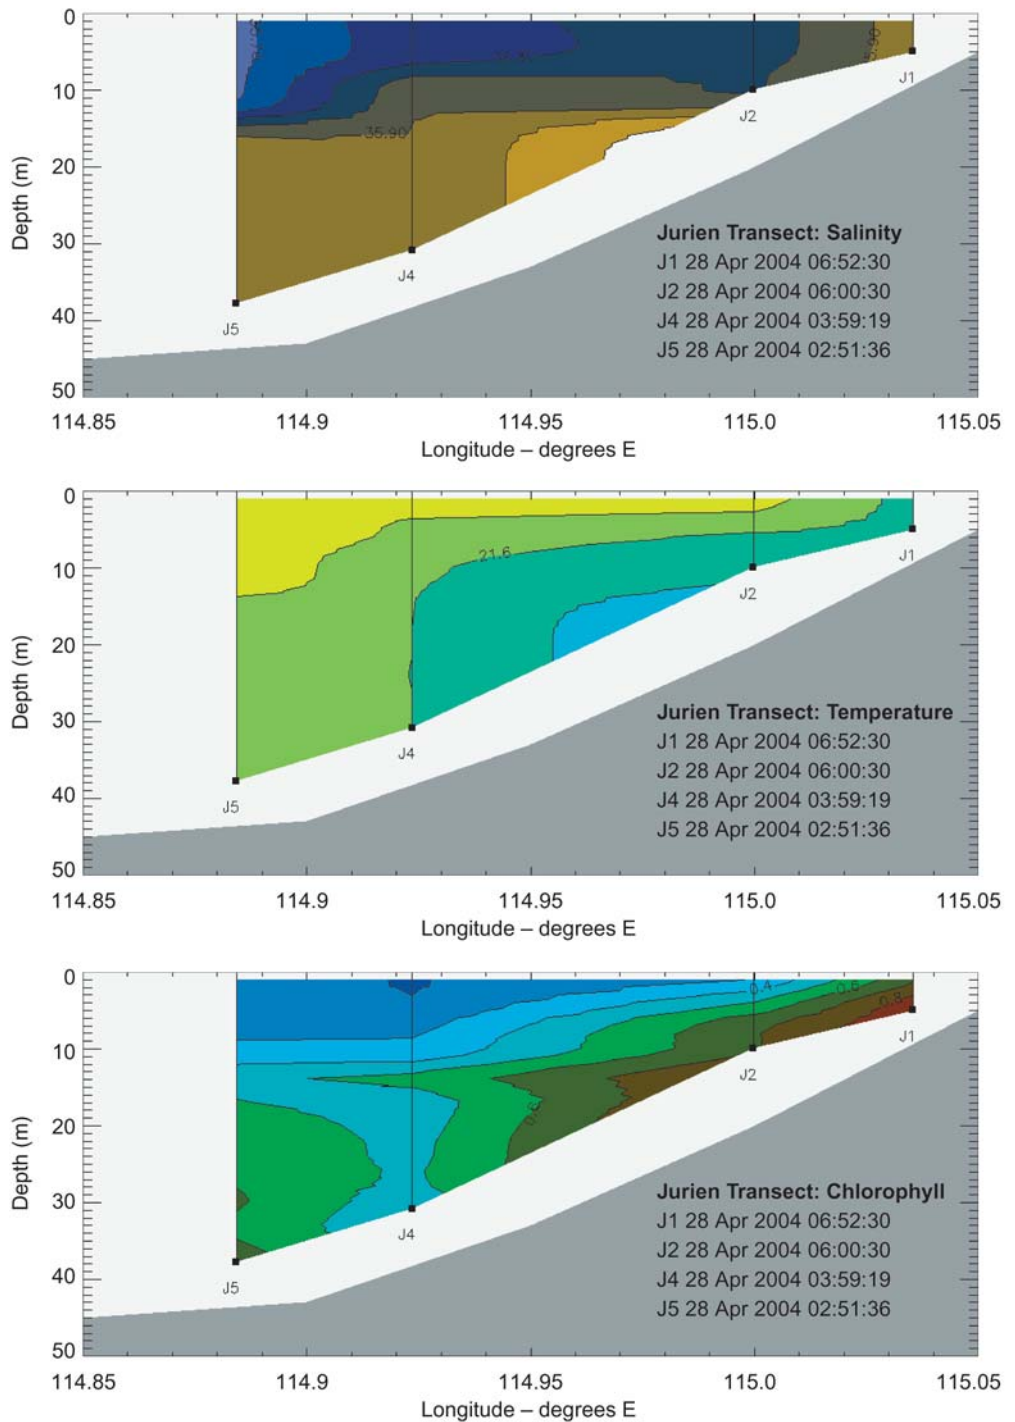 0
10
20
30
40
50
Depth (m)
35.90
J5
J4
J2
J1
Jurien Transect: Salinity
J1 28 Apr 2004 06:52:30
J2 28 Apr 2004 06:00:30
J4 28 Apr 2004 03:59:19
J5 28 Apr 2004 02:51:36
114.85 114.9 114.95 115.0 115.05
Longitude – degrees E
0
10
20
30
40
50
Depth (m)
21.6
J5
J4
J2
J1
Jurien Transect: Temperature
J1 28 Apr 2004 06:52:30
J2 28 Apr 2004 06:00:30
J4 28 Apr 2004 03:59:19
J5 28 Apr 2004 02:51:36
114.85 114.9 114.95 115.0 115.05
Longitude – degrees E
0
10
20
30
40
50
Depth (m)
0.4
0.6
0.8
0.6
J5
J4
J2
J1
Jurien Transect: Chlorophyll
J1 28 Apr 2004 06:52:30
J2 28 Apr 2004 06:00:30
J4 28 Apr 2004 03:59:19
J5 28 Apr 2004 02:51:36
114.85 114.9 114.95 115.0 115.05
Longitude – degrees E